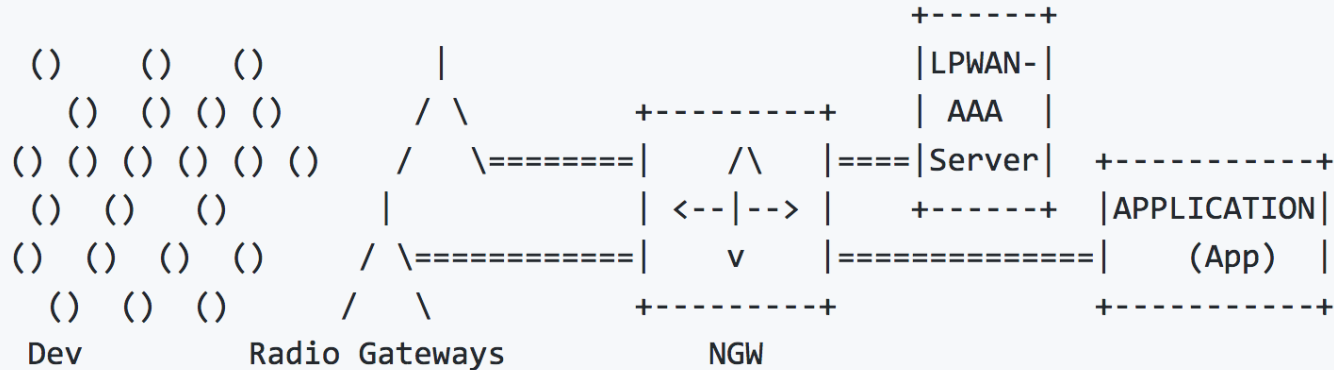 +------+
 ()    ()   ()         |                         |LPWAN-|
   ()  () () ()       / \         +---------+    | AAA  |
() () () () () ()    /   \========|    /\   |====|Server|  +-----------+
 ()  ()   ()        |             | <--|--> |    +------+  |APPLICATION|
()  ()  ()  ()     / \============|    v    |==============|    (App)  |
  ()  ()  ()      /   \           +---------+              +-----------+
 Dev         Radio Gateways           NGW